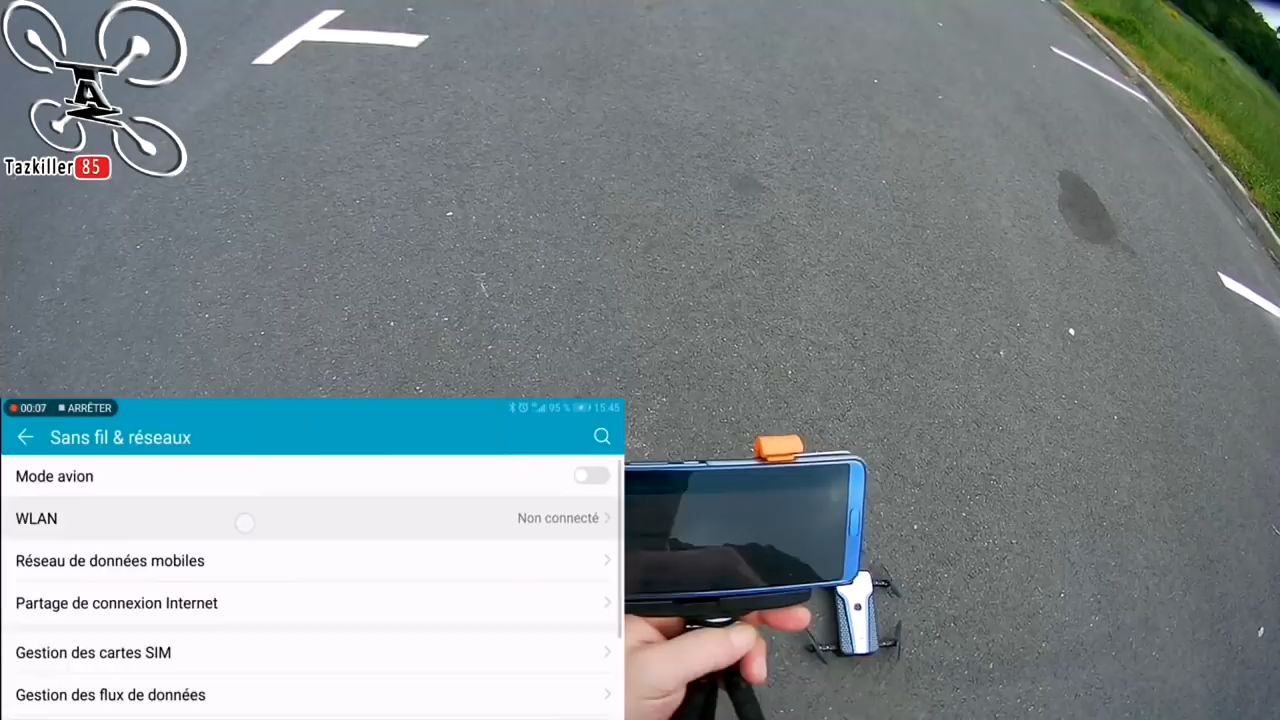 A
Tazkiller 85
00:07 ARRÊTER
95 % 15:45
Sans fil & réseaux
Mode avion
WLAN
Non connecté
Réseau de données mobiles
Partage de connexion Internet
Gestion des cartes SIM
Gestion des flux de données